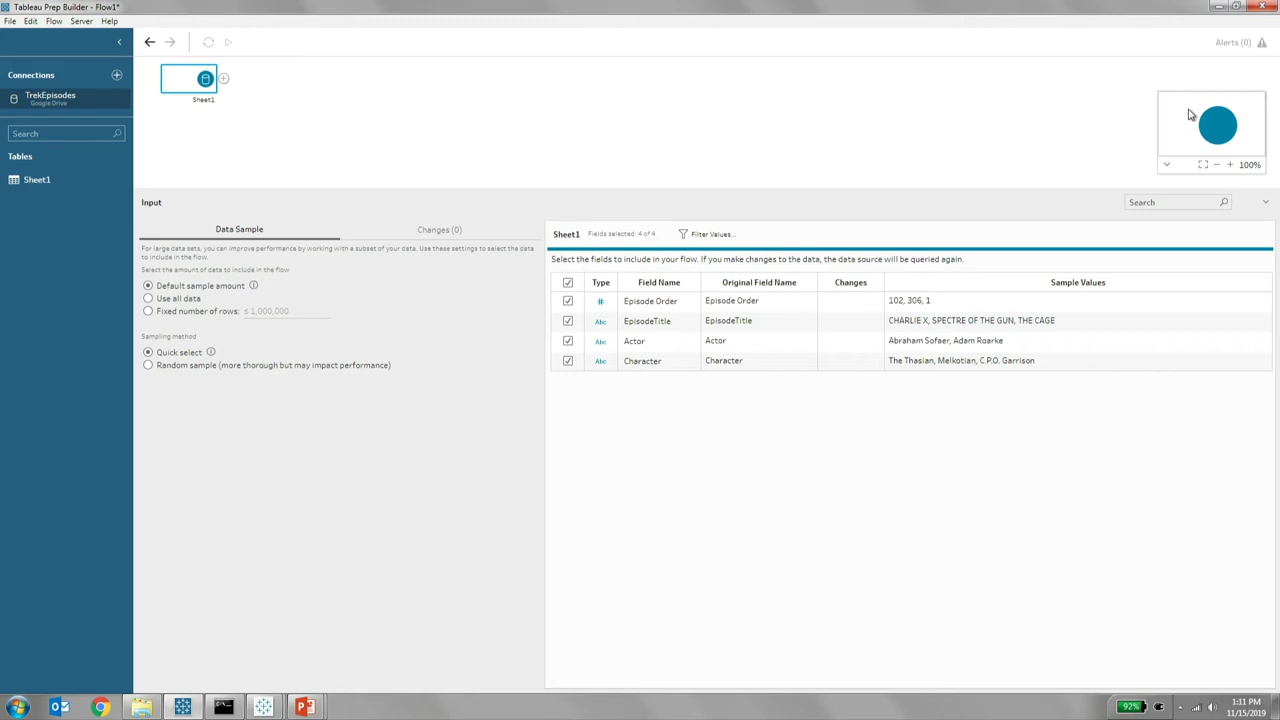 Tableau Prep Builder - Flow1*
File Edit Flow Server Help
Alerts (0)
Connections
TrekEpisodes
Google Drive
Search
Tables
Sheet1
Sheet1
100%
Input
Search
Data Sample
Changes (0)
For large data sets, you can improve performance by working with a subset of your data. Use these settings to select the data
to include in the flow.
Select the amount of data to include in the flow
Default sample amount
Use all data
Fixed number of rows: ≤ 1,000,000
Sampling method
Quick select
Random sample (more thorough but may impact performance)
Sheet1 Fields selected: 4 of 4 Filter Values...
Select the fields to include in your flow. If you make changes to the data, the data source will be queried again.
Type Field Name Original Field Name Changes Sample Values
# Episode Order Episode Order 102, 306, 1
Abc EpisodeTitle EpisodeTitle CHARLIE X, SPECTRE OF THE GUN, THE CAGE
Abc Actor Actor Abraham Sofaer, Adam Roarke
Abc Character Character The Thasian, Melkotian, C.P.O. Garrison
92%
1:11 PM
11/15/2019